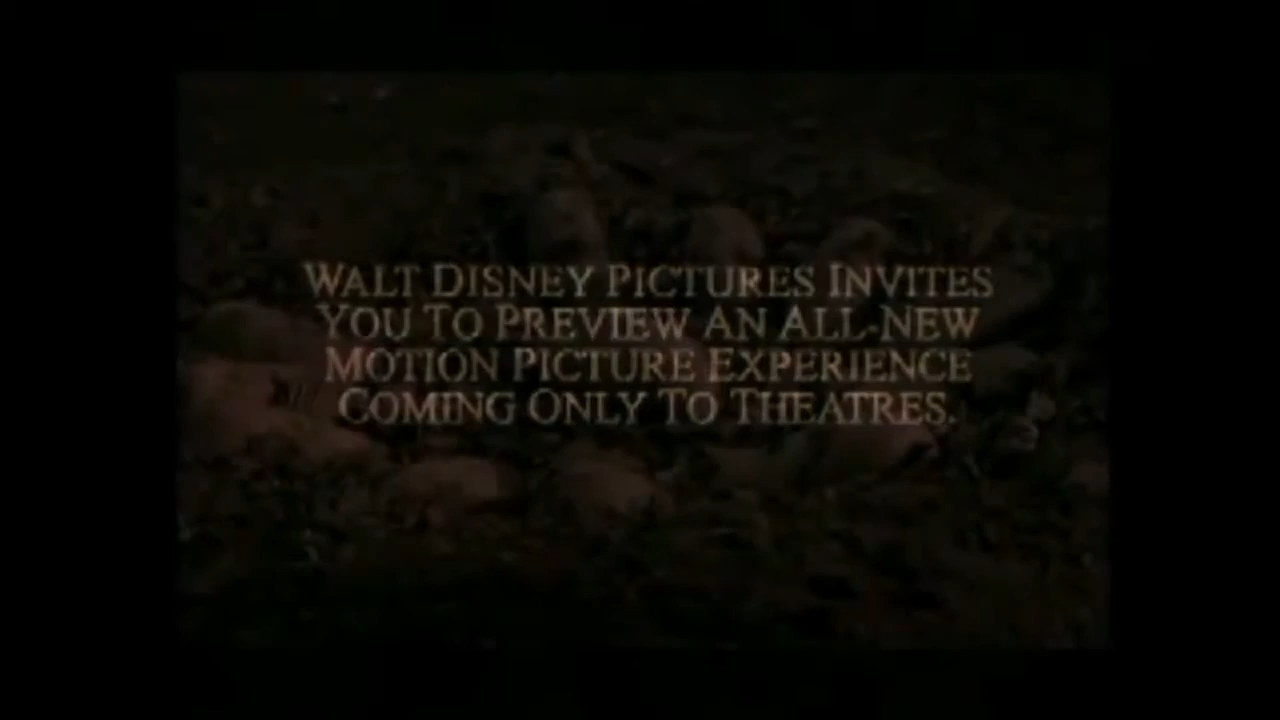 WALT DISNEY PICTURES INVITES
YOU TO PREVIEW AN ALL-NEW
MOTION PICTURE EXPERIENCE
COMING ONLY TO THEATRES.